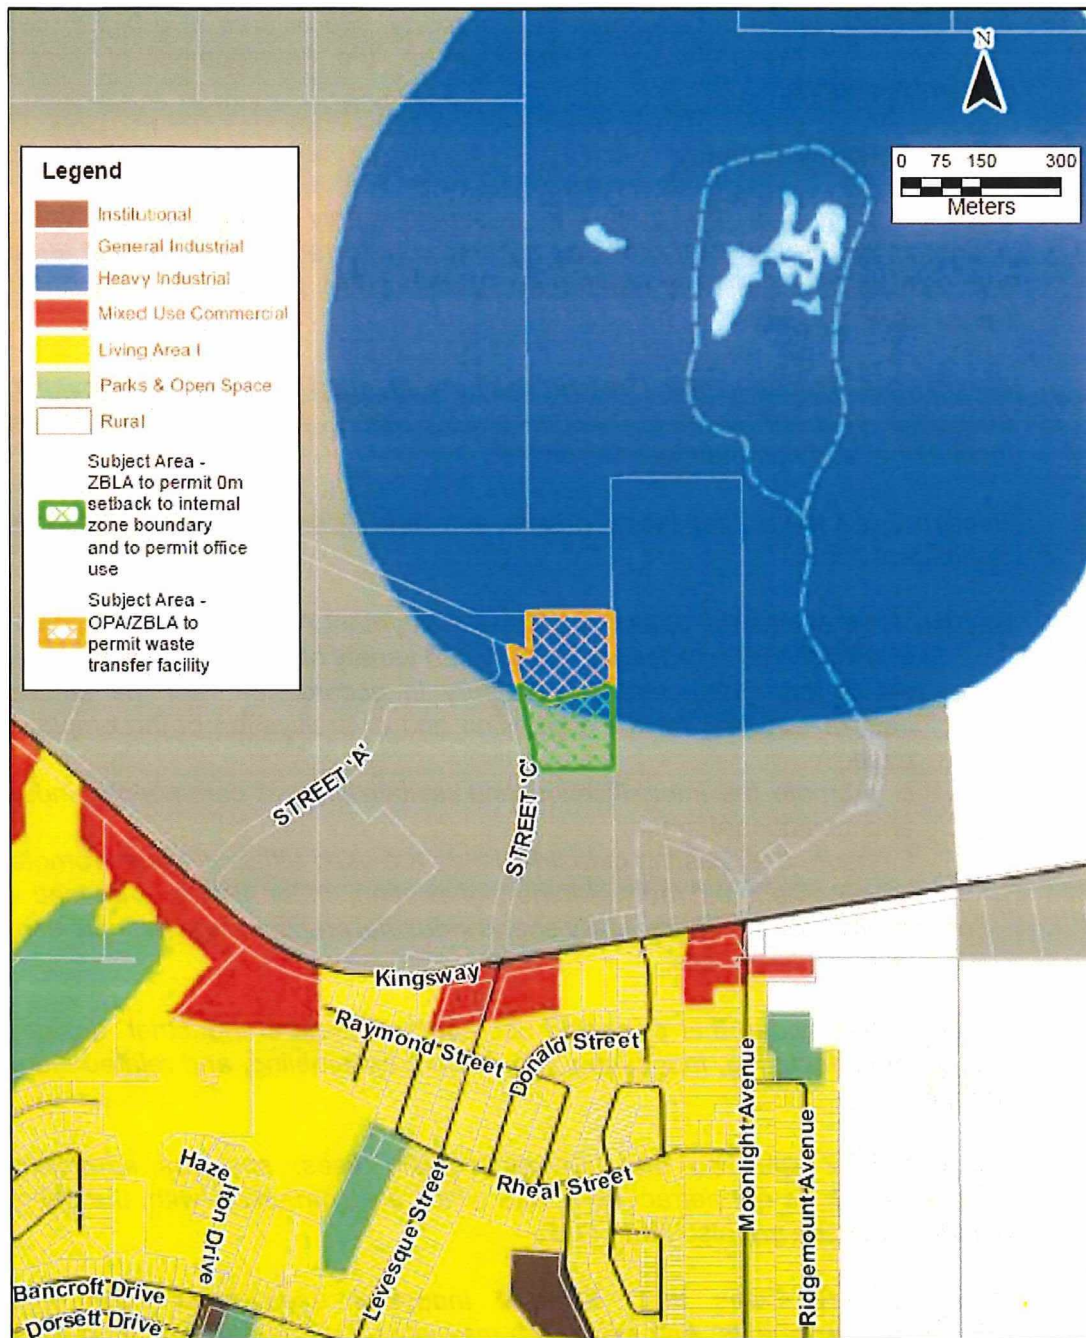 N
0 75 150 300
Meters
Legend
Institutional
General Industrial
Heavy Industrial
Mixed Use Commercial
Living Area I
Parks & Open Space
Rural
Subject Area -
ZBLA to permit 0m
setback to internal
zone boundary
and to permit office
use
Subject Area -
OPA/ZBLA to
permit waste
transfer facility
STREET 'A'
STREET 'C'
Kingsway
Raymond Street
Donald Street
Moonlight Avenue
Ridgemount Avenue
Rheal Street
Levesque Street
Hazelton Drive
Bancroft Drive
Dorsett Drive